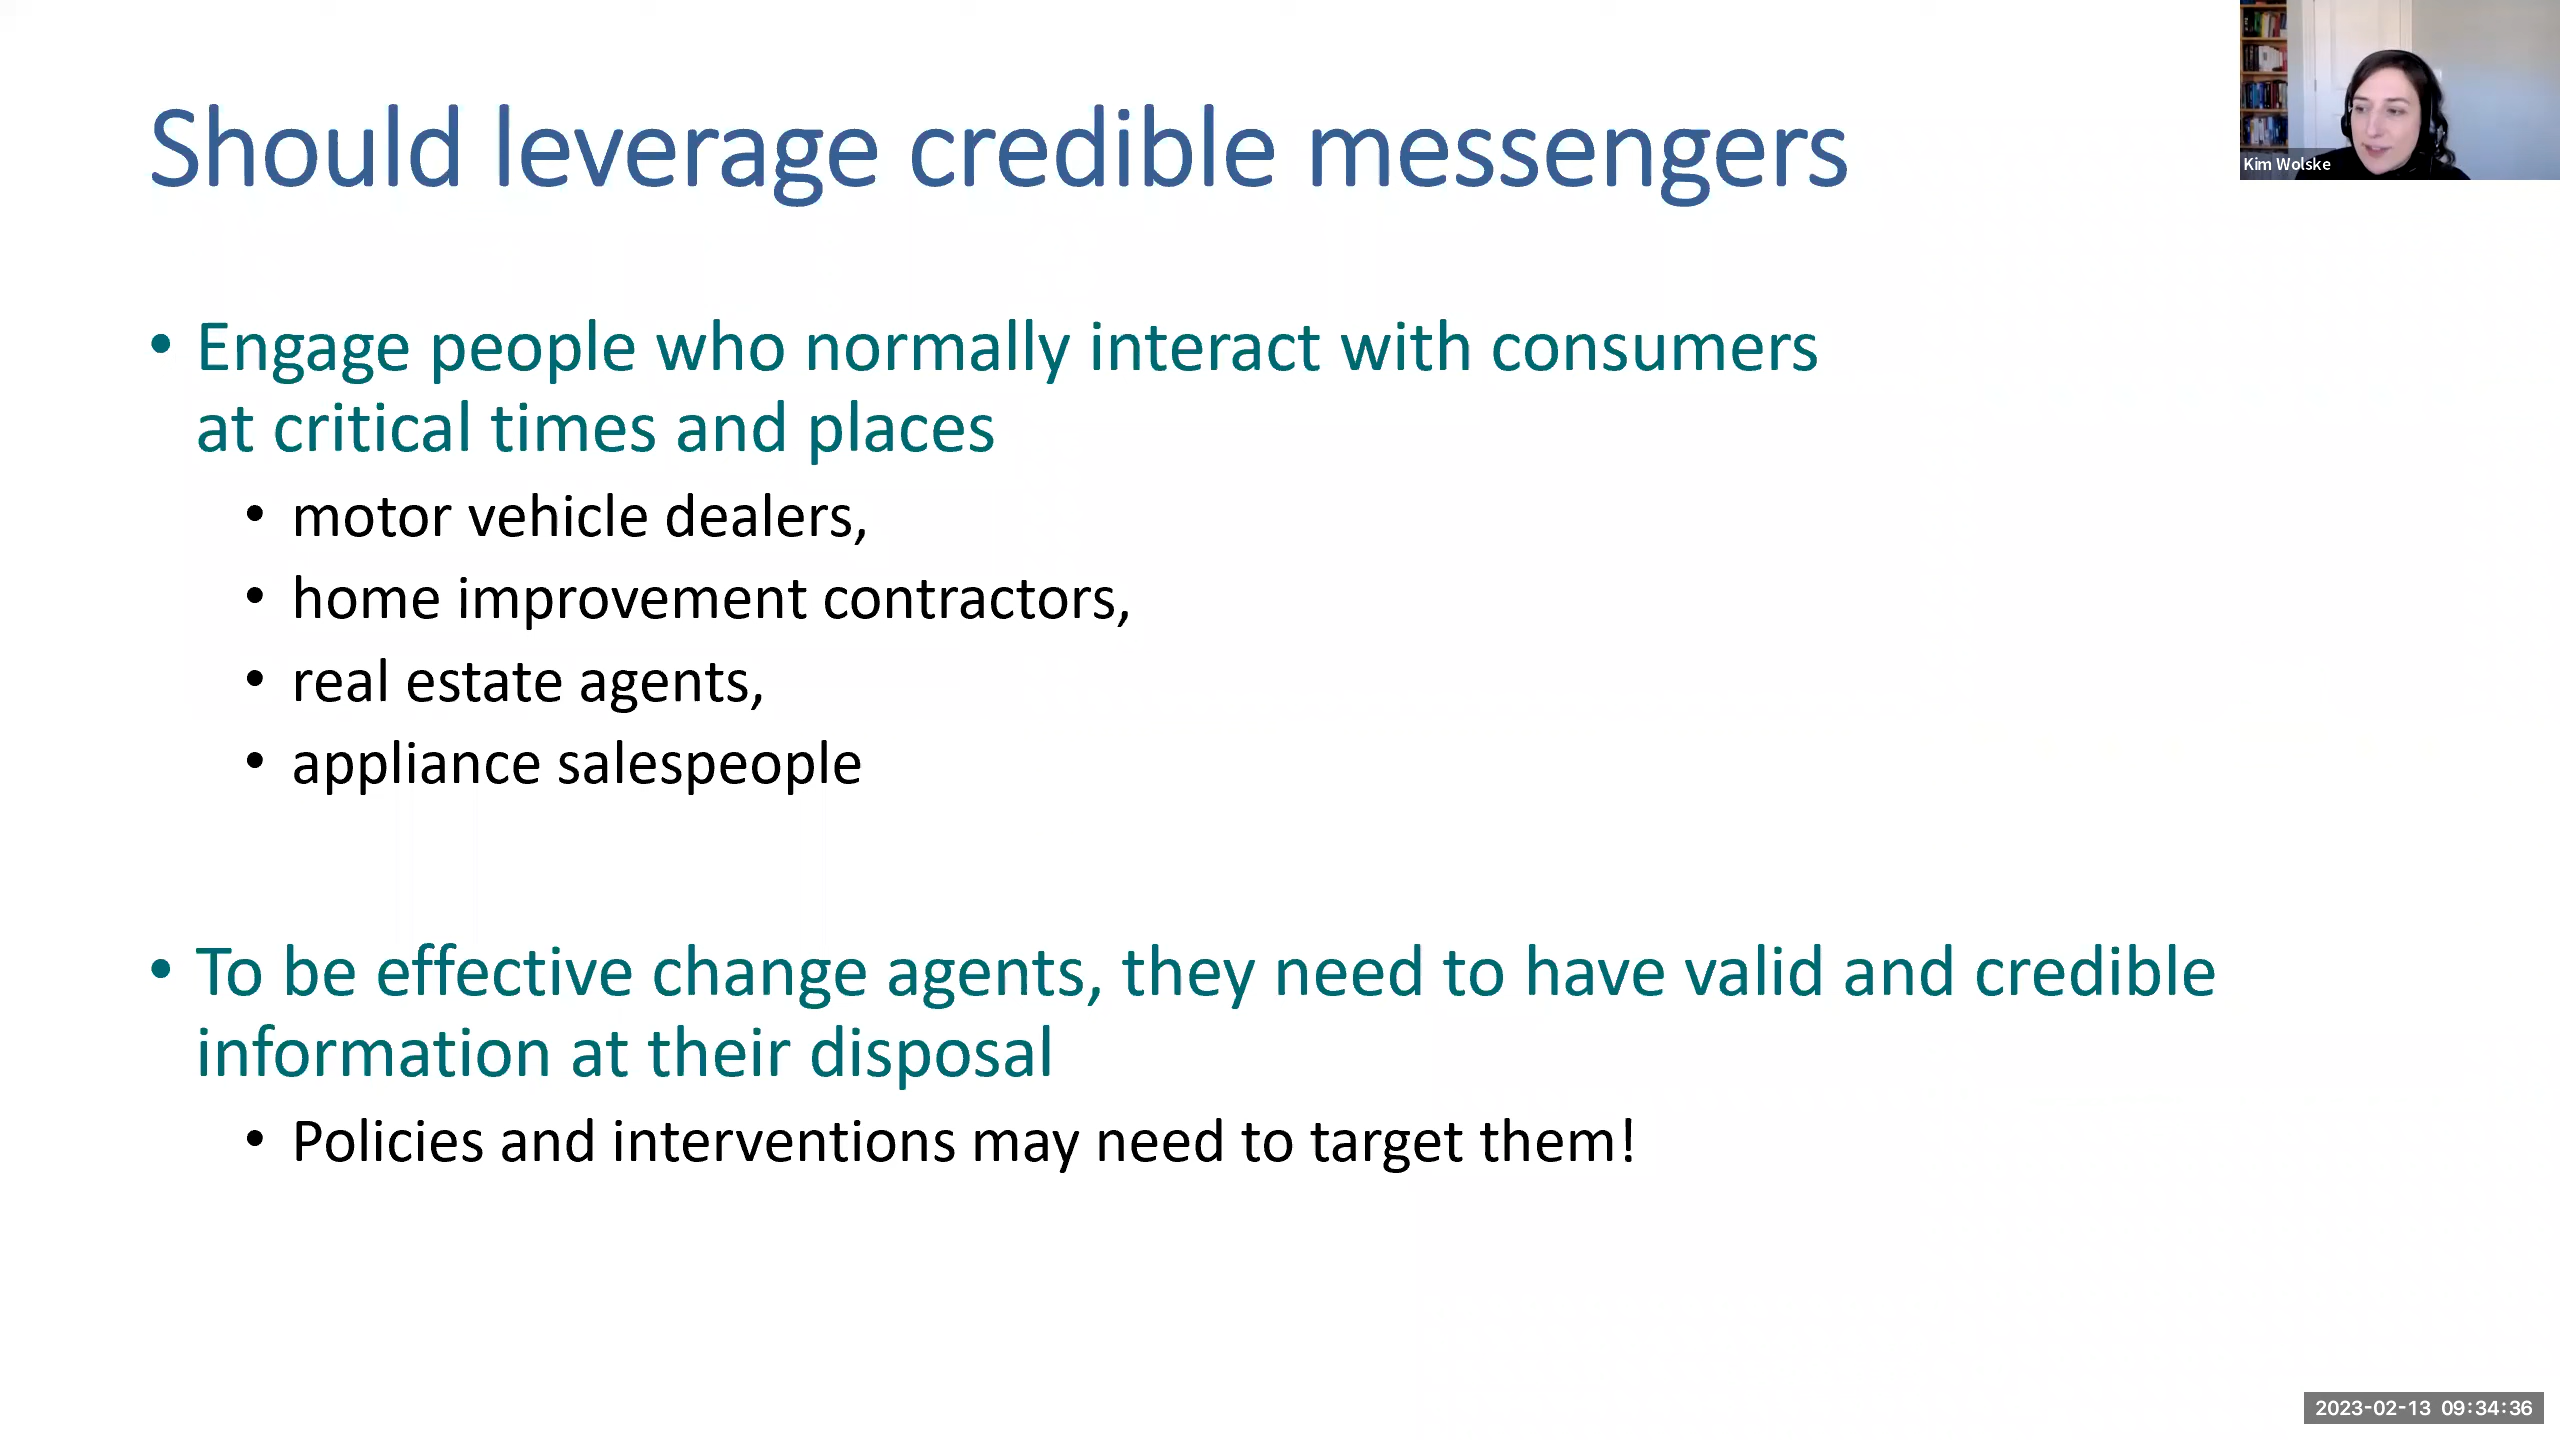 Should leverage credible messengers
Kim Wolske
• Engage people who normally interact with consumers
at critical times and places
• motor vehicle dealers,
• home improvement contractors,
• real estate agents,
• appliance salespeople
• To be effective change agents, they need to have valid and credible
information at their disposal
• Policies and interventions may need to target them!
2023-02-13 09:34:36